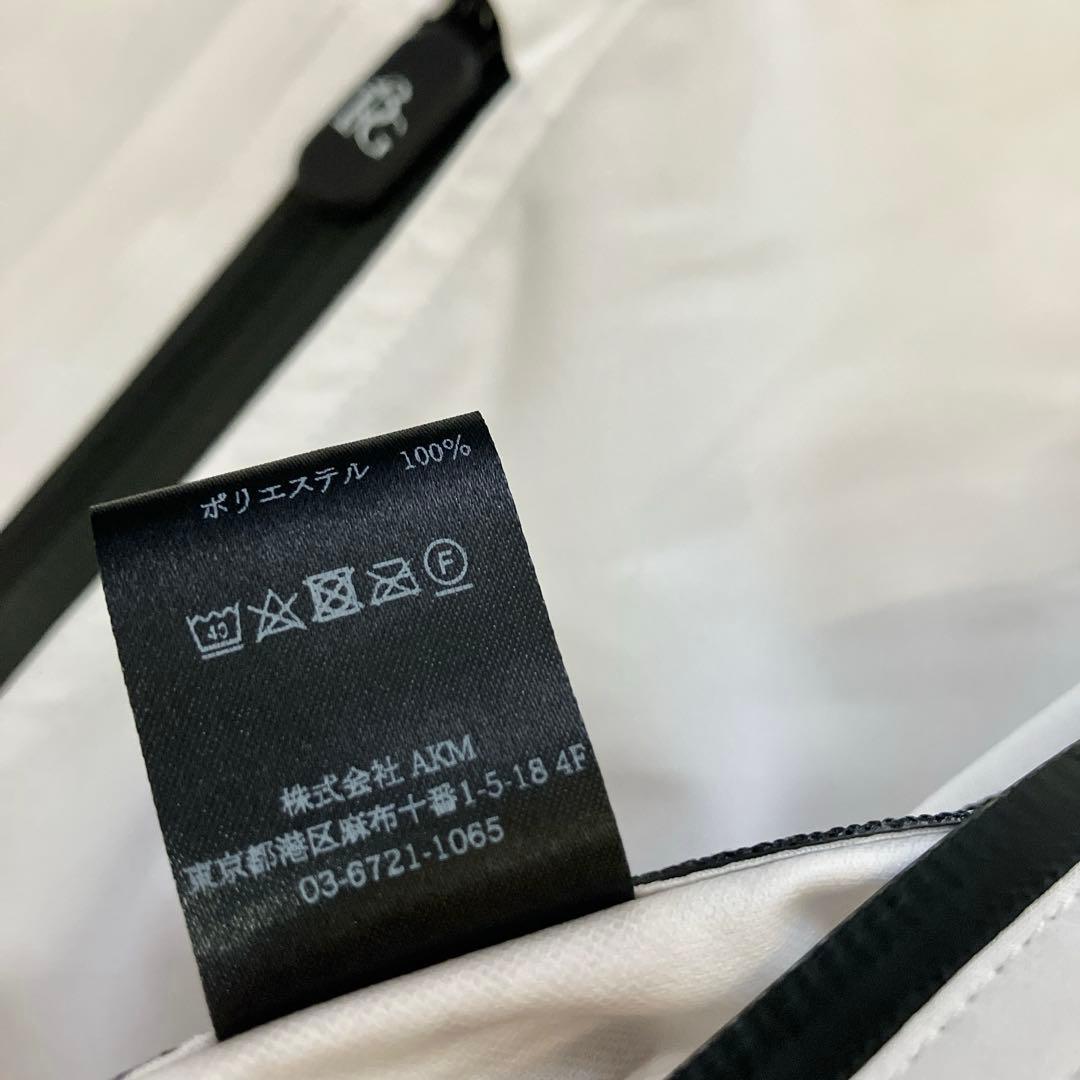 ポリエステル 100%
40
F
株式会社 AKM
東京都港区麻布十番1-5-18 4F
03-6721-1065